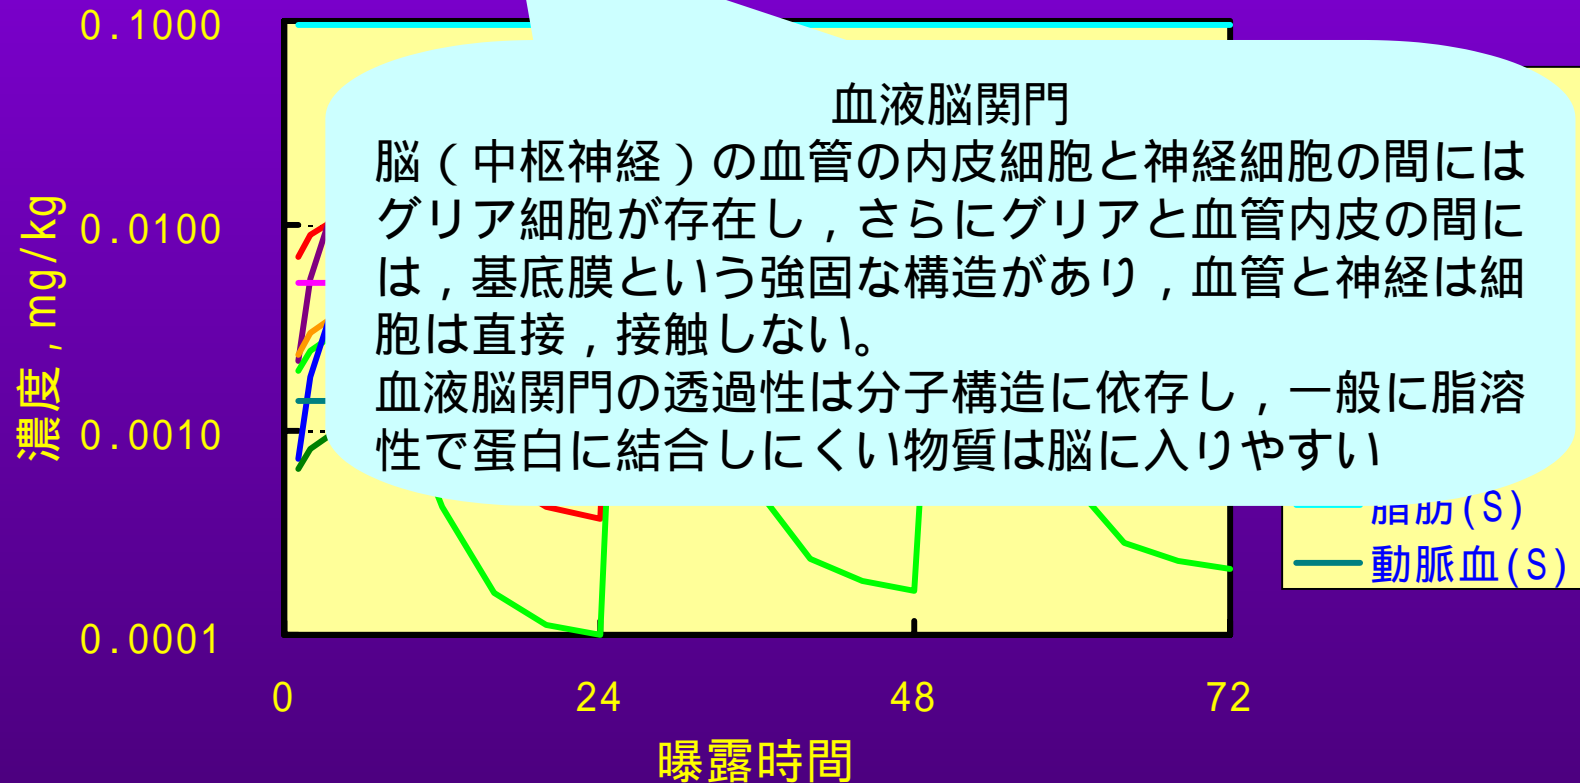 0.1000
0.0100
0.0010
0.0001
濃度, mg/kg
0
24
48
72
曝露時間
血液脳関門
脳(中枢神経)の血管の内皮細胞と神経細胞の間には
グリア細胞が存在し,さらにグリアと血管内皮の間に
は,基底膜という強固な構造があり,血管と神経は細
胞は直接,接触しない。
血液脳関門の透過性は分子構造に依存し,一般に脂溶
性で蛋白に結合しにくい物質は脳に入りやすい
脂肪(S)
動脈血(S)